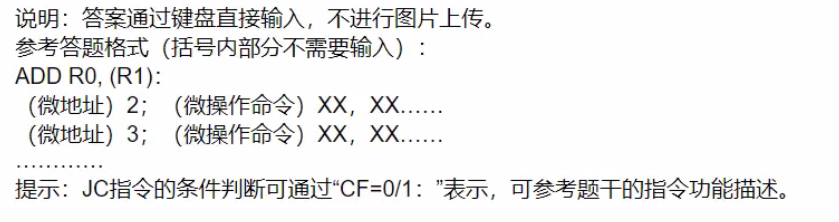 说明：答案通过键盘直接输入，不进行图片上传。
参考答题格式（括号内部分不需要输入）：
ADD R0, (R1)：
（微地址）2；（微操作命令）XX，XX……
（微地址）3；（微操作命令）XX，XX……
…………
提示：JC指令的条件判断可通过“CF=0/1：”表示，可参考题干的指令功能描述。